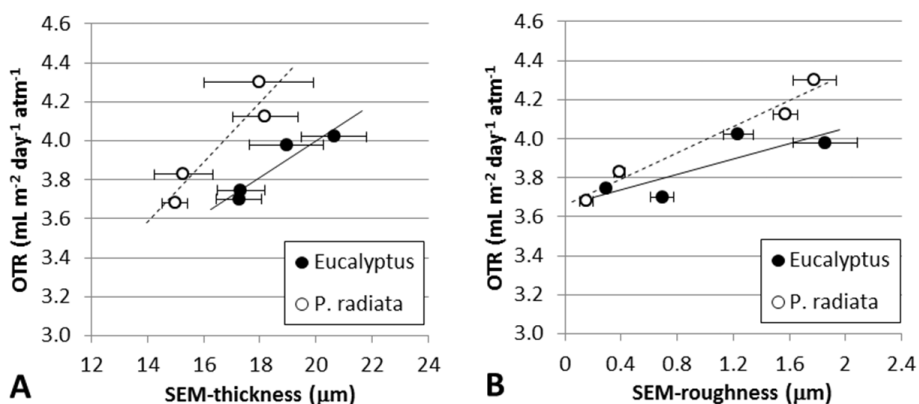 4.6
4.4
4.2
4.0
3.8
3.6
3.4
3.2
3.0
OTR (mL m⁻² day⁻¹ atm⁻¹)
Eucalyptus
P. radiata
12 14 16 18 20 22 24
A SEM-thickness (μm)
4.6
4.4
4.2
4.0
3.8
3.6
3.4
3.2
3.0
OTR (mL m⁻² day⁻¹ atm⁻¹)
Eucalyptus
P. radiata
0 0.4 0.8 1.2 1.6 2 2.4
B SEM-roughness (μm)